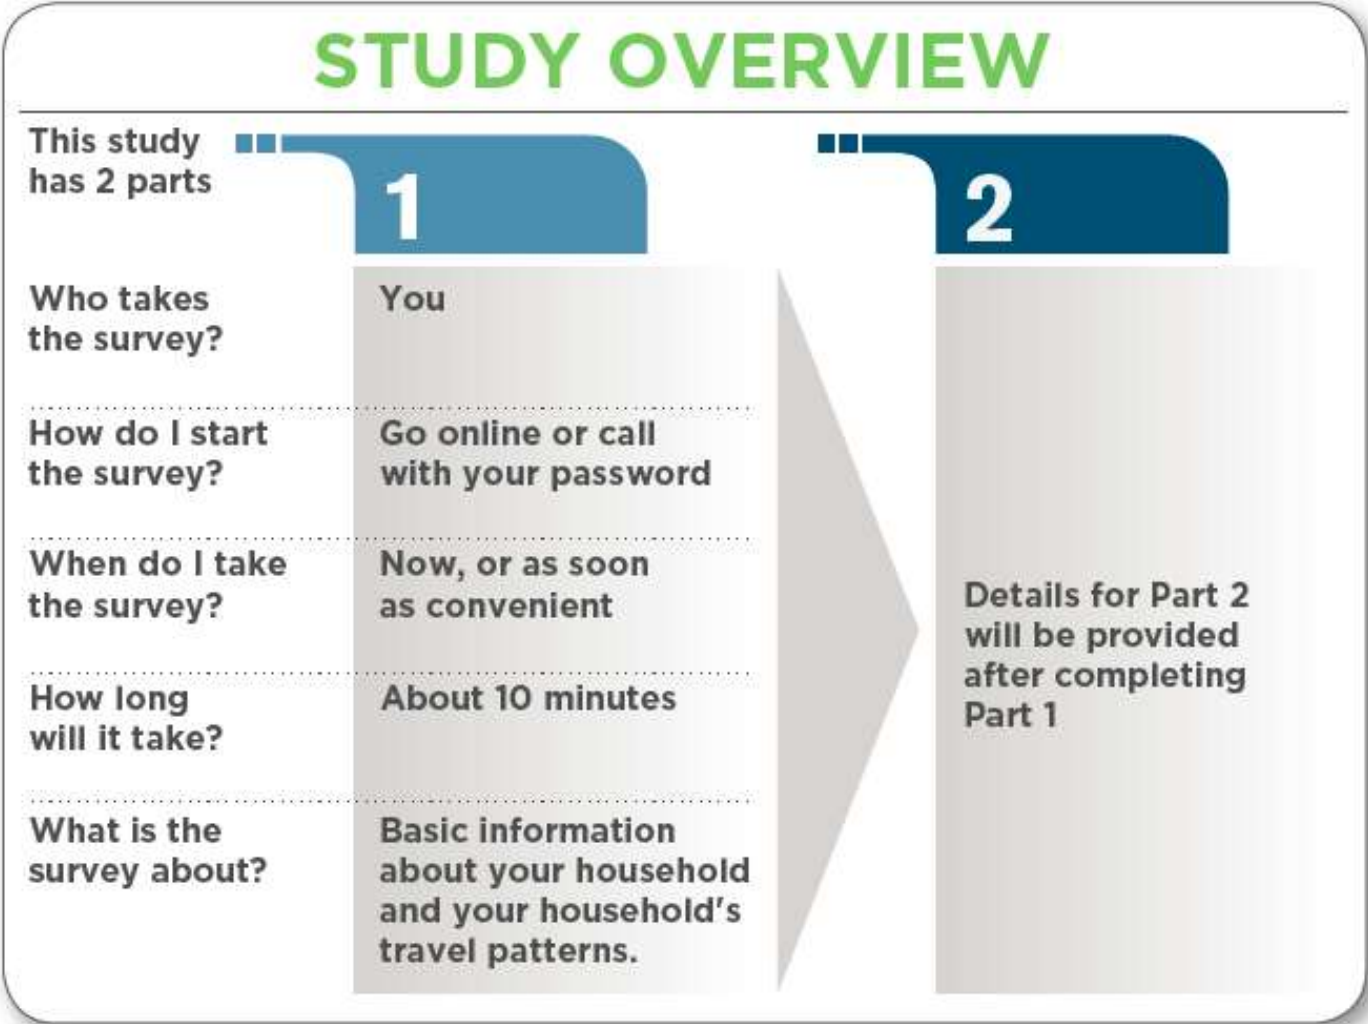 STUDY OVERVIEW
This study
has 2 parts
1
2
Who takes
the survey?
You
How do I start
the survey?
Go online or call
with your password
When do I take
the survey?
Now, or as soon
as convenient
How long
will it take?
About 10 minutes
What is the
survey about?
Basic information
about your household
and your household's
travel patterns.
Details for Part 2
will be provided
after completing
Part 1